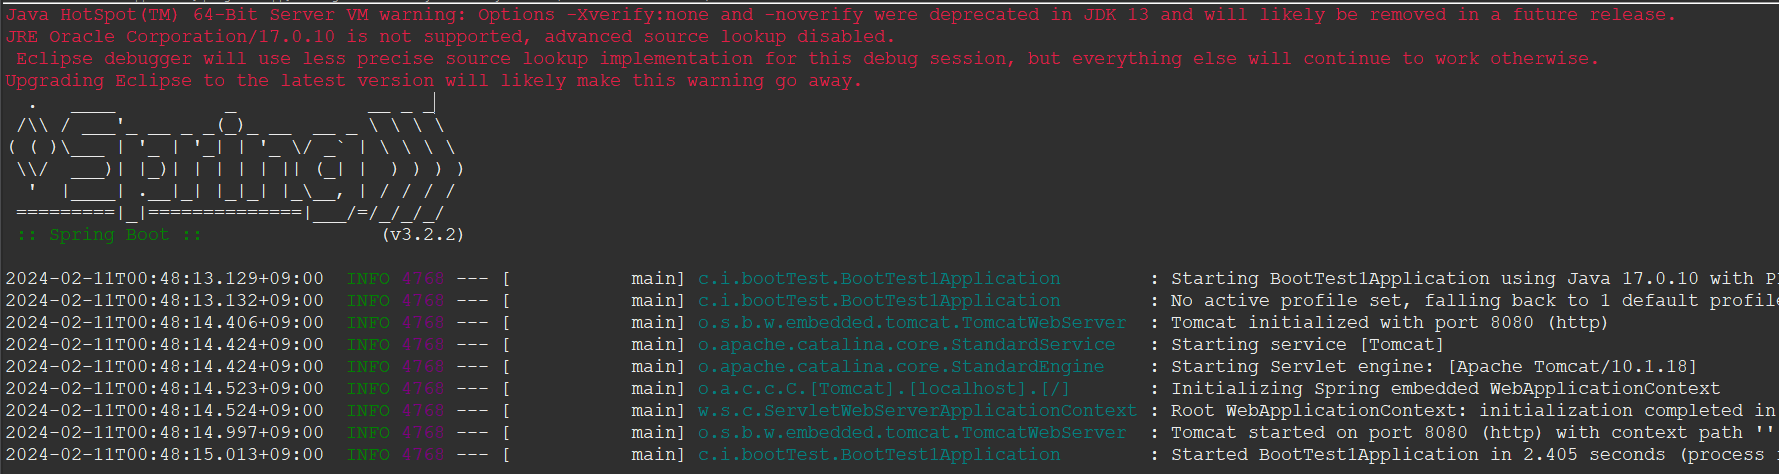 Java HotSpot(TM) 64-Bit Server VM warning: Options -Xverify:none and -noverify were deprecated in JDK 13 and will likely be removed in a future release.
JRE Oracle Corporation/17.0.10 is not supported, advanced source lookup disabled.
 Eclipse debugger will use less precise source lookup implementation for this debug session, but everything else will continue to work otherwise.
Upgrading Eclipse to the latest version will likely make this warning go away.
  .   ____          _            __ _ _
 /\\ / ___'_ __ _ _(_)_ __  __ _ \ \ \ \
( ( )\___ | '_ | '_| | '_ \/ _` | \ \ \ \
 \\/  ___)| |_)| | | | | || (_| |  ) ) ) )
  '  |____| .__|_| |_|_| |_\__, | / / / /
 =========|_|==============|___/=/_/_/_/
 :: Spring Boot ::                (v3.2.2)
2024-02-11T00:48:13.129+09:00  INFO 4768 --- [           main] c.i.bootTest.BootTest1Application        : Starting BootTest1Application using Java 17.0.10 with
2024-02-11T00:48:13.132+09:00  INFO 4768 --- [           main] c.i.bootTest.BootTest1Application        : No active profile set, falling back to 1 default profile
2024-02-11T00:48:14.406+09:00  INFO 4768 --- [           main] o.s.b.w.embedded.tomcat.TomcatWebServer  : Tomcat initialized with port 8080 (http)
2024-02-11T00:48:14.424+09:00  INFO 4768 --- [           main] o.apache.catalina.core.StandardService   : Starting service [Tomcat]
2024-02-11T00:48:14.424+09:00  INFO 4768 --- [           main] o.apache.catalina.core.StandardEngine    : Starting Servlet engine: [Apache Tomcat/10.1.18]
2024-02-11T00:48:14.523+09:00  INFO 4768 --- [           main] o.a.c.c.C.[Tomcat].[localhost].[/]       : Initializing Spring embedded WebApplicationContext
2024-02-11T00:48:14.524+09:00  INFO 4768 --- [           main] w.s.c.ServletWebServerApplicationContext : Root WebApplicationContext: initialization completed in
2024-02-11T00:48:14.997+09:00  INFO 4768 --- [           main] o.s.b.w.embedded.tomcat.TomcatWebServer  : Tomcat started on port 8080 (http) with context path ''
2024-02-11T00:48:15.013+09:00  INFO 4768 --- [           main] c.i.bootTest.BootTest1Application        : Started BootTest1Application in 2.405 seconds (process